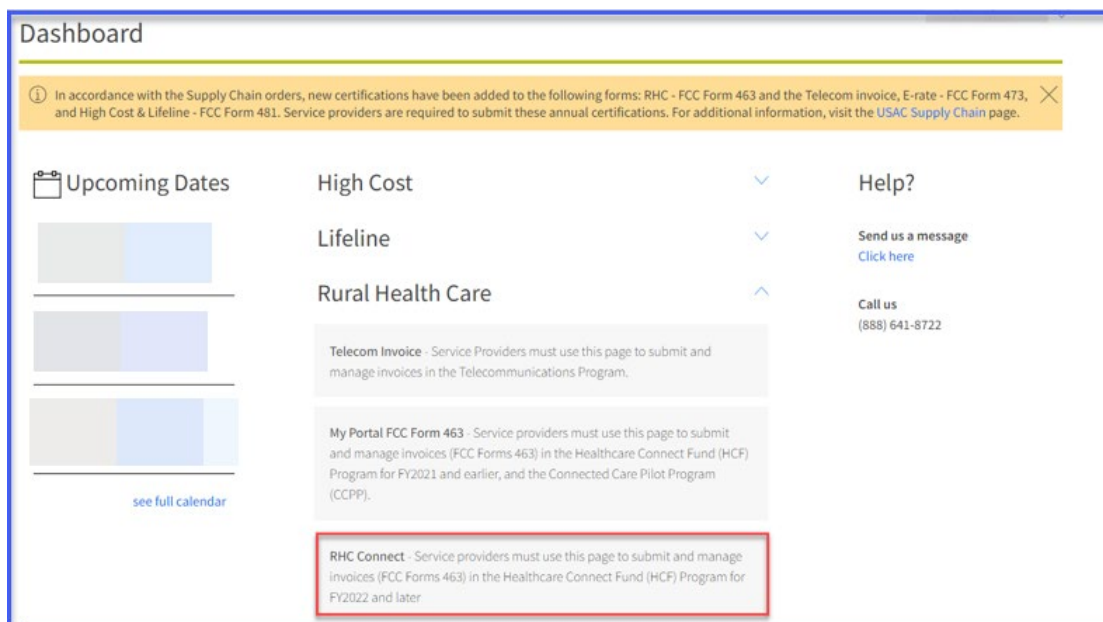 Dashboard
In accordance with the Supply Chain orders, new certifications have been added to the following forms: RHC - FCC Form 463 and the Telecom invoice, E-rate - FCC Form 473,
and High Cost & Lifeline - FCC Form 481. Service providers are required to submit these annual certifications. For additional information, visit the USAC Supply Chain page.
Upcoming Dates
see full calendar
High Cost
Lifeline
Rural Health Care
Telecom Invoice - Service Providers must use this page to submit and
manage invoices in the Telecommunications Program.
My Portal FCC Form 463 - Service providers must use this page to submit
and manage invoices (FCC Forms 463) in the Healthcare Connect Fund (HCF)
Program for FY2021 and earlier, and the Connected Care Pilot Program
(CCPP).
RHC Connect - Service providers must use this page to submit and manage
invoices (FCC Forms 463) in the Healthcare Connect Fund (HCF) Program for
FY2022 and later
Help?
Send us a message
Click here
Call us
(888) 641-8722